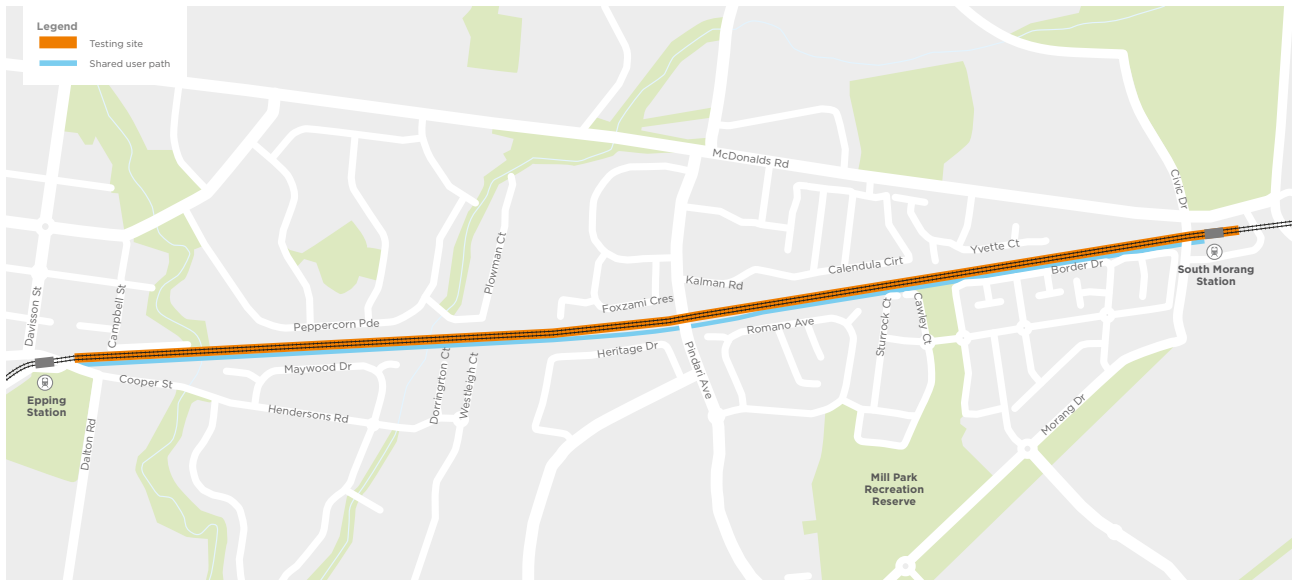 Legend
Testing site
Shared user path
McDonalds Rd
Civic Dr
Plowman Ct
Yvette Ct
Calendula Cirt
Border Dr
Kalman Rd
South Morang
Station
Davisson St
Campbell St
Foxzami Cres
Peppercorn Pde
Romano Ave
Sturrock Ct
Cawley Ct
Heritage Dr
Pindari Ave
Maywood Dr
Dorrington Ct
Westleigh Ct
Cooper St
Epping
Station
Hendersons Rd
Dalton Rd
Morang Dr
Mill Park
Recreation
Reserve